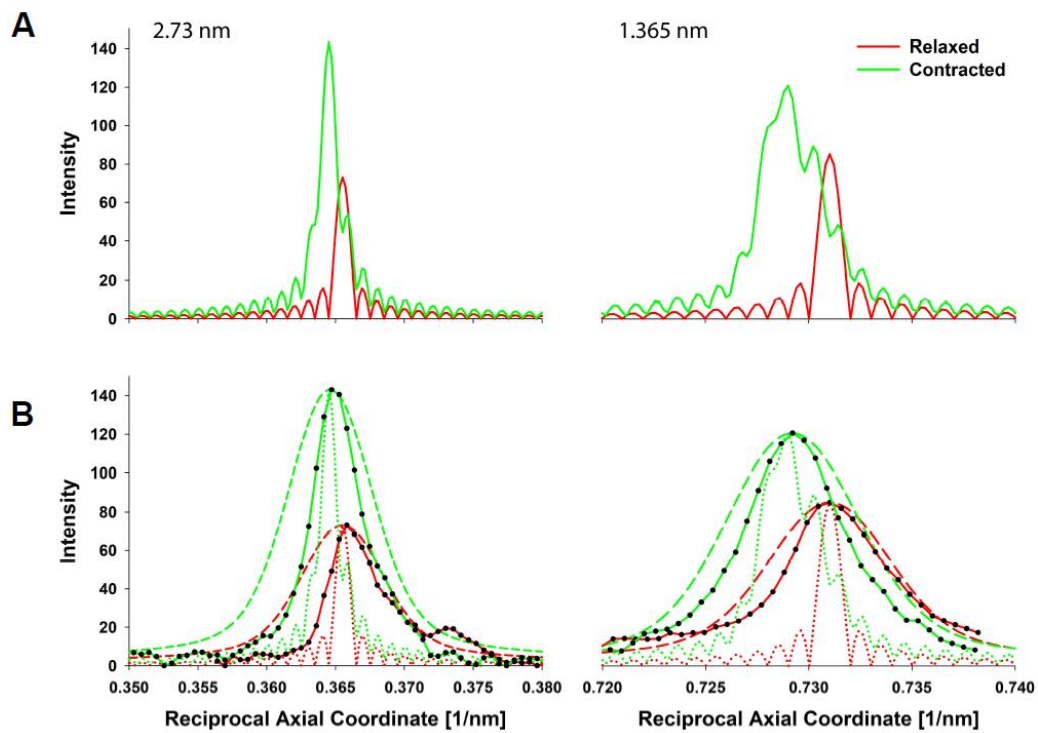 A
2.73 nm
1.365 nm
Relaxed
Contracted
Intensity
140
120
100
80
60
40
20
0
B
Intensity
140
120
100
80
60
40
20
0
0.350 0.355 0.360 0.365 0.370 0.375 0.380
0.720 0.725 0.730 0.735 0.740
Reciprocal Axial Coordinate [1/nm]
Reciprocal Axial Coordinate [1/nm]